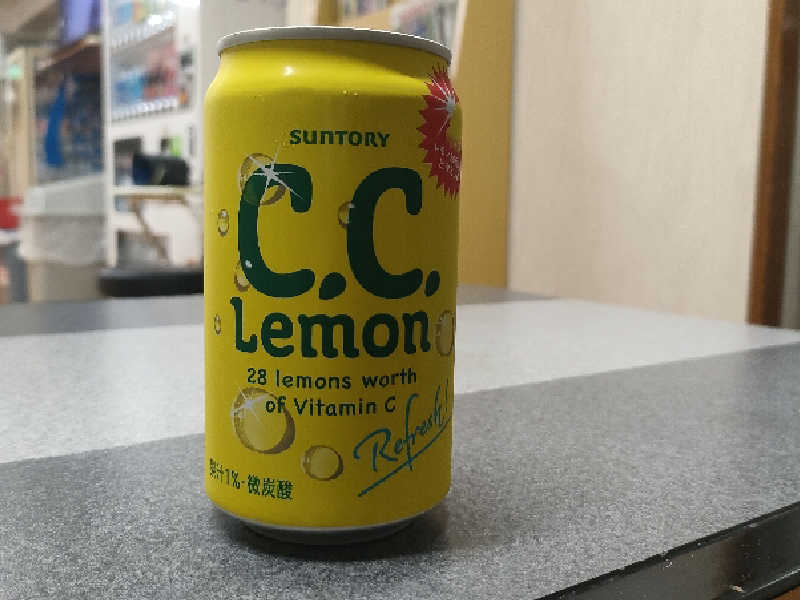 SUNTORY
C.C.
Lemon
28 lemons worth
of Vitamin C
Refresh!
果汁1%・微炭酸